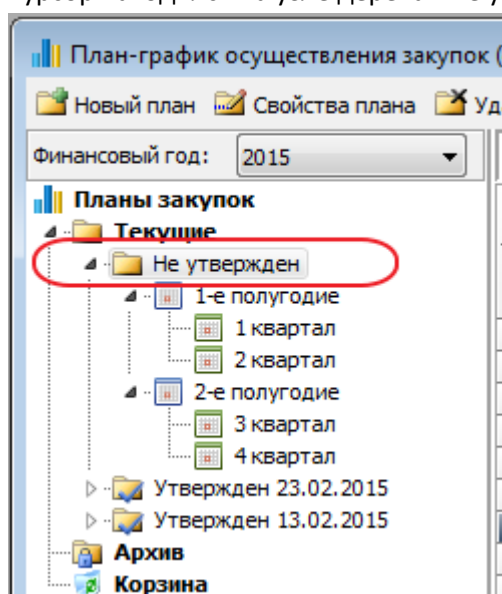 План-график осуществления закупок (
Новый план Свойства плана Уд
Финансовый год: 2015
Планы закупок
Текущие
Не утвержден
1-е полугодие
1 квартал
2 квартал
2-е полугодие
3 квартал
4 квартал
Утвержден 23.02.2015
Утвержден 13.02.2015
Архив
Корзина